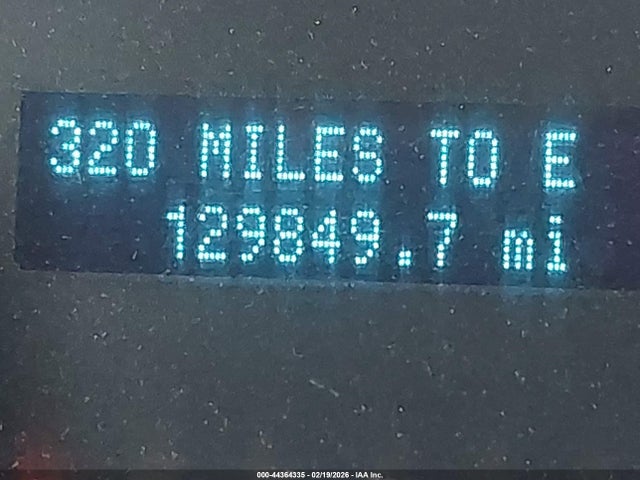 320 MILES TO E
129849.7 mi
000-44364335 - 02/19/2026 - IAA Inc.